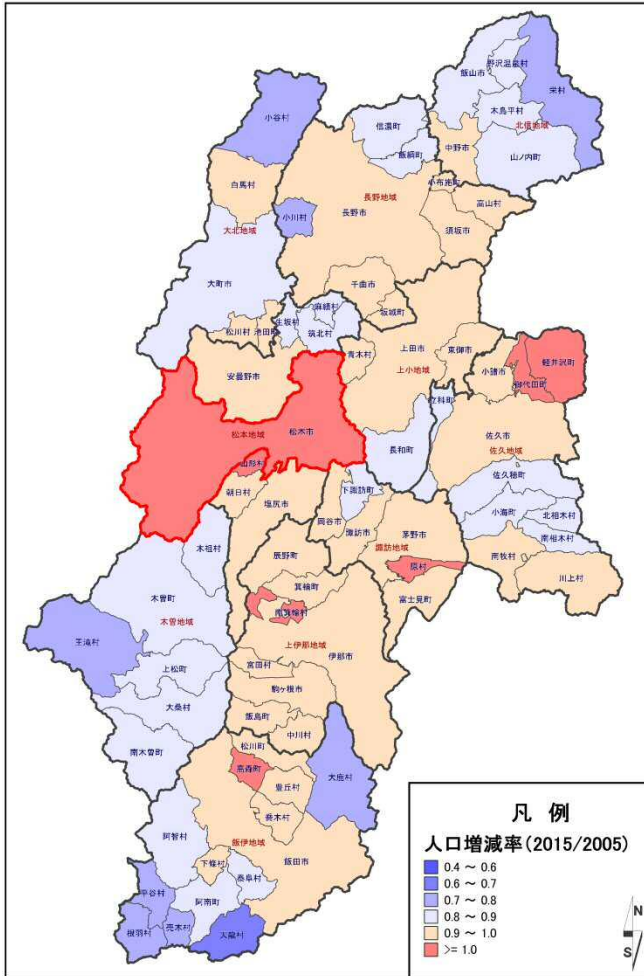 飯山市
野沢温泉村
栄村
木島平村
北信地域
小谷村
信濃町
飯綱町
中野市
山ノ内町
白馬村
小布施町
高山村
長野地域
長野市
小川村
須坂市
大北地域
大町市
千曲市
坂城町
麻績村
生坂村
筑北村
松川村
池田町
青木村
上田市
東御市
上小地域
安曇野市
小諸市
軽井沢町
御代田町
立科町
松本地域
松本市
佐久市
佐久地域
長和町
山形村
佐久穂町
朝日村
塩尻市
下諏訪町
小海町
北相木村
岡谷市
諏訪市
茅野市
南相木村
木祖村
諏訪地域
辰野町
原村
南牧村
川上村
箕輪町
富士見町
木曽町
南箕輪村
木曽地域
上伊那地域
王滝村
伊那市
上松町
宮田村
駒ヶ根市
大桑村
飯島町
中川村
南木曽町
松川町
大鹿村
高森町
豊丘村
喬木村
阿智村
飯伊地域
下條村
飯田市
泰阜村
平谷村
阿南町
売木村
根羽村
天龍村
凡 例
人口増減率(2015/2005)
0.4 ～ 0.6
0.6 ～ 0.7
0.7 ～ 0.8
0.8 ～ 0.9
0.9 ～ 1.0
>= 1.0
N
S